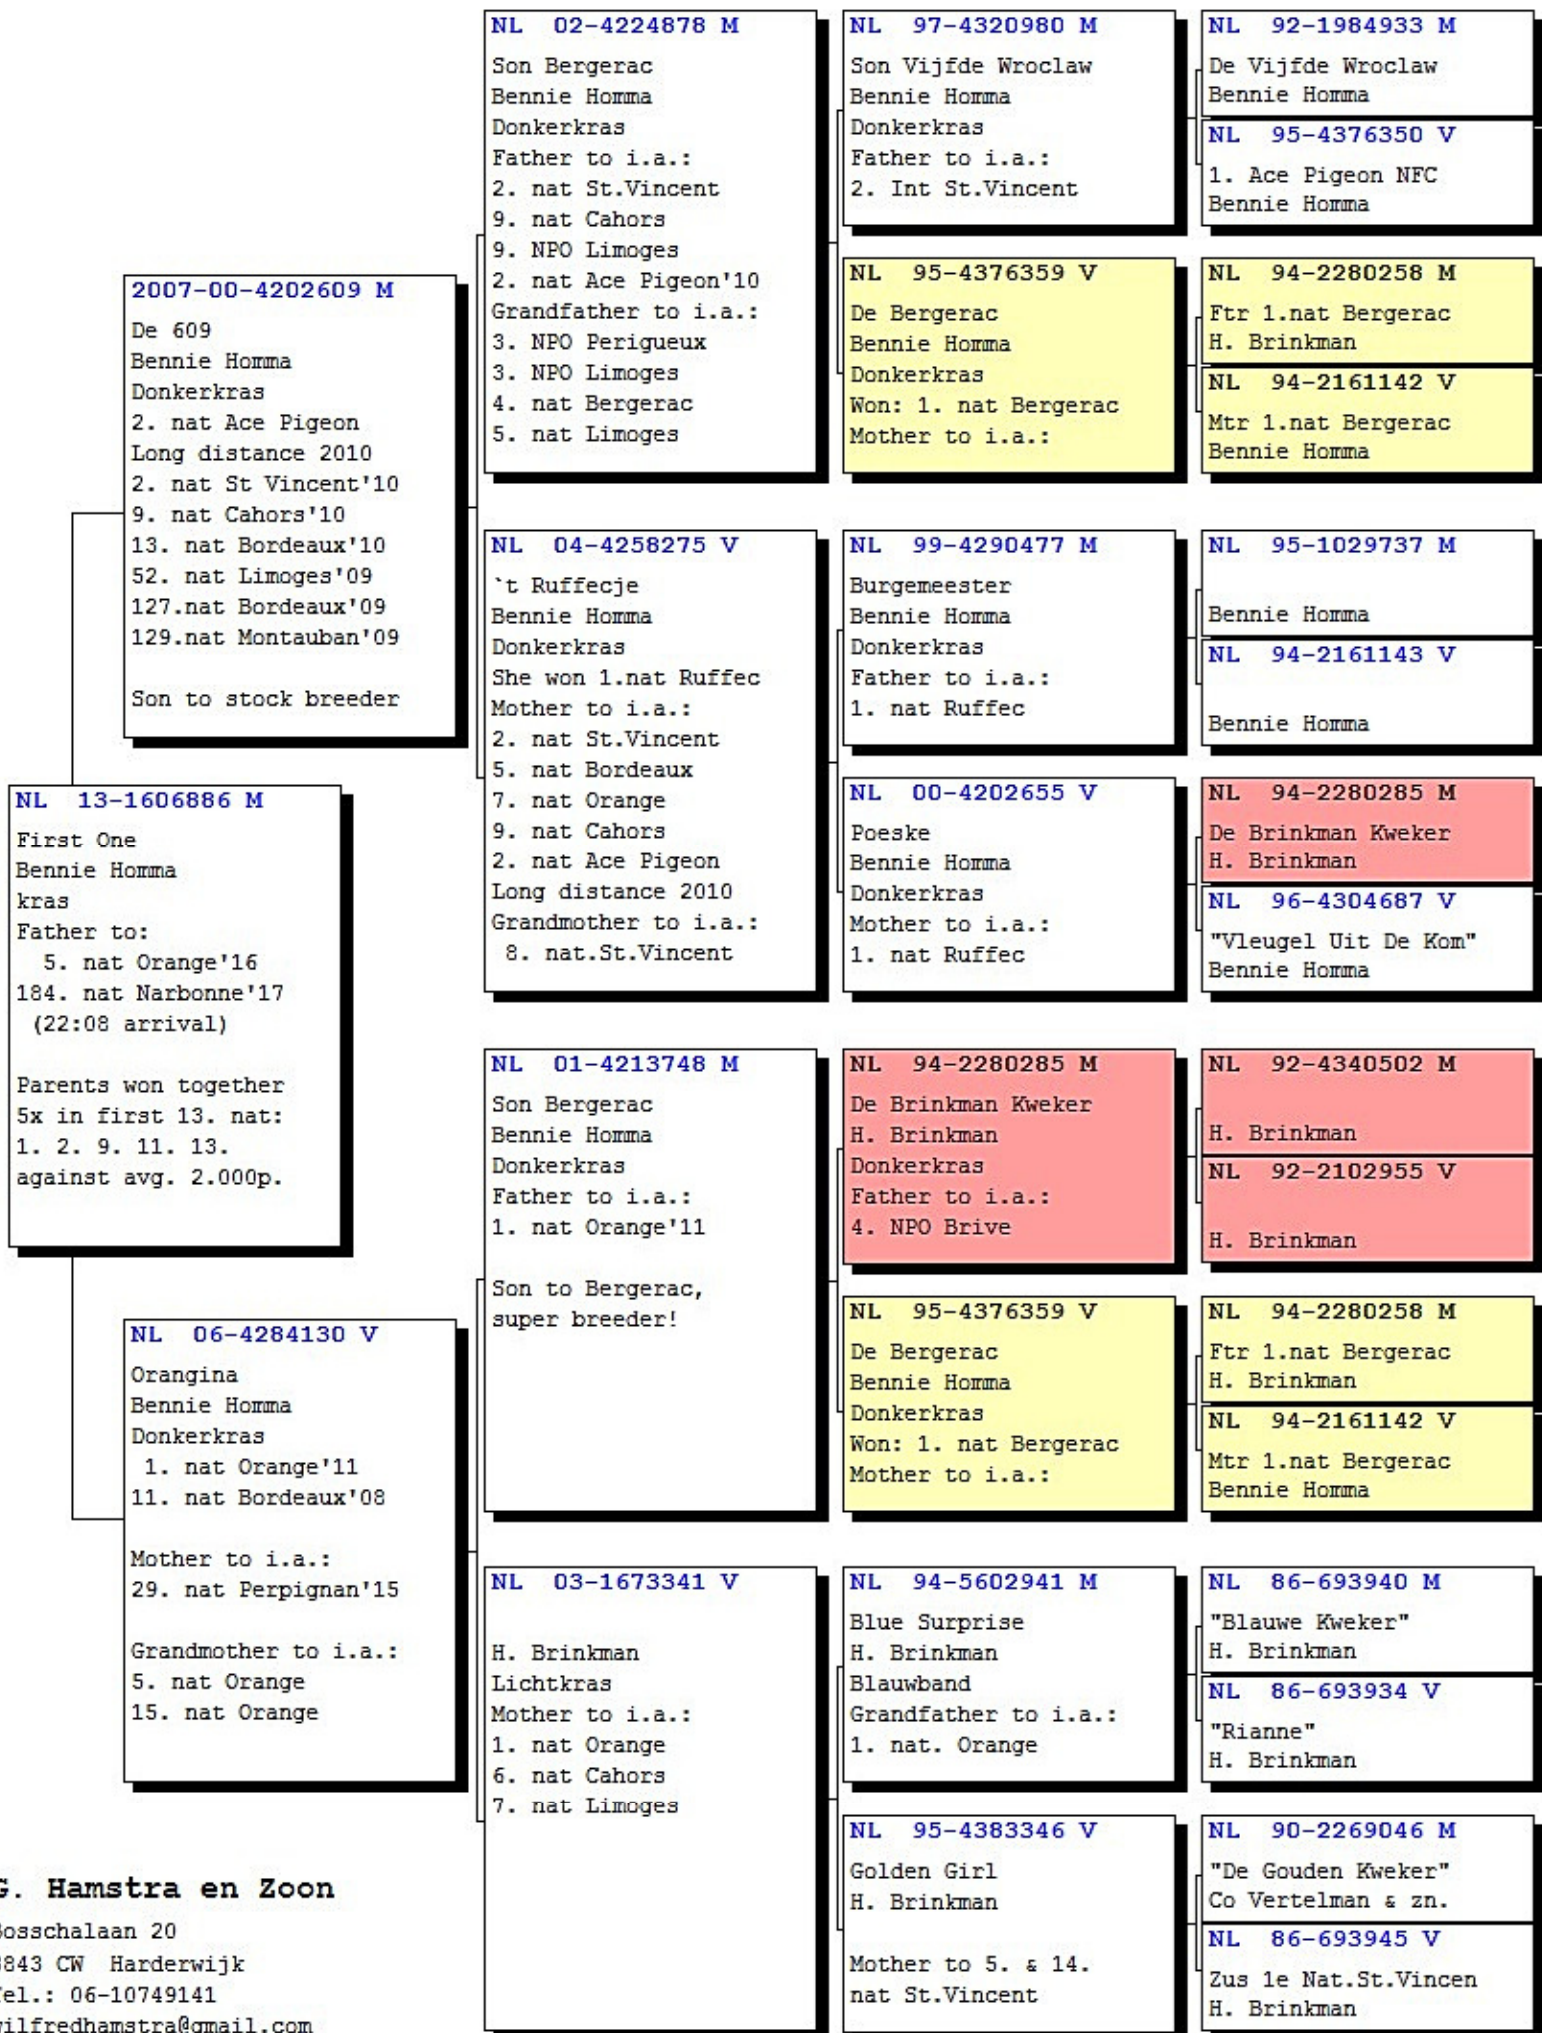 NL 13-1606886 M
First One
Bennie Homma
kras
Father to:
5. nat Orange'16
184. nat Narbonne'17
(22:08 arrival)
Parents won together
5x in first 13. nat:
1. 2. 9. 11. 13.
against avg. 2.000p.
2007-00-4202609 M
De 609
Bennie Homma
Donkerkras
2. nat Ace Pigeon
Long distance 2010
2. nat St Vincent'10
9. nat Cahors'10
13. nat Bordeaux'10
52. nat Limoges'09
127.nat Bordeaux'09
129.nat Montauban'09
Son to stock breeder
NL 06-4284130 V
Orangina
Bennie Homma
Donkerkras
1. nat Orange'11
11. nat Bordeaux'08
Mother to i.a.:
29. nat Perpignan'15
Grandmother to i.a.:
5. nat Orange
15. nat Orange
NL 02-4224878 M
Son Bergerac
Bennie Homma
Donkerkras
Father to i.a.:
2. nat St.Vincent
9. nat Cahors
9. NPO Limoges
2. nat Ace Pigeon'10
Grandfather to i.a.:
3. NPO Perigueux
3. NPO Limoges
4. nat Bergerac
5. nat Limoges
NL 04-4258275 V
`t Ruffecje
Bennie Homma
Donkerkras
She won 1.nat Ruffec
Mother to i.a.:
2. nat St.Vincent
5. nat Bordeaux
7. nat Orange
9. nat Cahors
2. nat Ace Pigeon
Long distance 2010
Grandmother to i.a.:
8. nat.St.Vincent
NL 01-4213748 M
Son Bergerac
Bennie Homma
Donkerkras
Father to i.a.:
1. nat Orange'11
Son to Bergerac,
super breeder!
NL 03-1673341 V
H. Brinkman
Lichtkras
Mother to i.a.:
1. nat Orange
6. nat Cahors
7. nat Limoges
NL 97-4320980 M
Son Vijfde Wroclaw
Bennie Homma
Donkerkras
Father to i.a.:
2. Int St.Vincent
NL 95-4376359 V
De Bergerac
Bennie Homma
Donkerkras
Won: 1. nat Bergerac
Mother to i.a.:
NL 99-4290477 M
Burgemeester
Bennie Homma
Donkerkras
Father to i.a.:
1. nat Ruffec
NL 00-4202655 V
Poeske
Bennie Homma
Donkerkras
Mother to i.a.:
1. nat Ruffec
NL 94-2280285 M
De Brinkman Kweker
H. Brinkman
Donkerkras
Father to i.a.:
4. NPO Brive
NL 95-4376359 V
De Bergerac
Bennie Homma
Donkerkras
Won: 1. nat Bergerac
Mother to i.a.:
NL 94-5602941 M
Blue Surprise
H. Brinkman
Blauwband
Grandfather to i.a.:
1. nat. Orange
NL 95-4383346 V
Golden Girl
H. Brinkman
Mother to 5. & 14.
nat St.Vincent
NL 92-1984933 M
De Vijfde Wroclaw
Bennie Homma
NL 95-4376350 V
1. Ace Pigeon NFC
Bennie Homma
NL 94-2280258 M
Ftr 1.nat Bergerac
H. Brinkman
NL 94-2161142 V
Mtr 1.nat Bergerac
Bennie Homma
NL 95-1029737 M
Bennie Homma
NL 94-2161143 V
Bennie Homma
NL 94-2280285 M
De Brinkman Kweker
H. Brinkman
NL 96-4304687 V
"Vleugel Uit De Kom"
Bennie Homma
NL 92-4340502 M
H. Brinkman
NL 92-2102955 V
H. Brinkman
NL 94-2280258 M
Ftr 1.nat Bergerac
H. Brinkman
NL 94-2161142 V
Mtr 1.nat Bergerac
Bennie Homma
NL 86-693940 M
"Blauwe Kweker"
H. Brinkman
NL 86-693934 V
"Rianne"
H. Brinkman
NL 90-2269046 M
"De Gouden Kweker"
Co Vertelman & zn.
NL 86-693945 V
Zus 1e Nat.St.Vincen
H. Brinkman
G. Hamstra en Zoon
Bosschalaan 20
3843 CW Harderwijk
Tel.: 06-10749141
wilfredhamstra@gmail.com